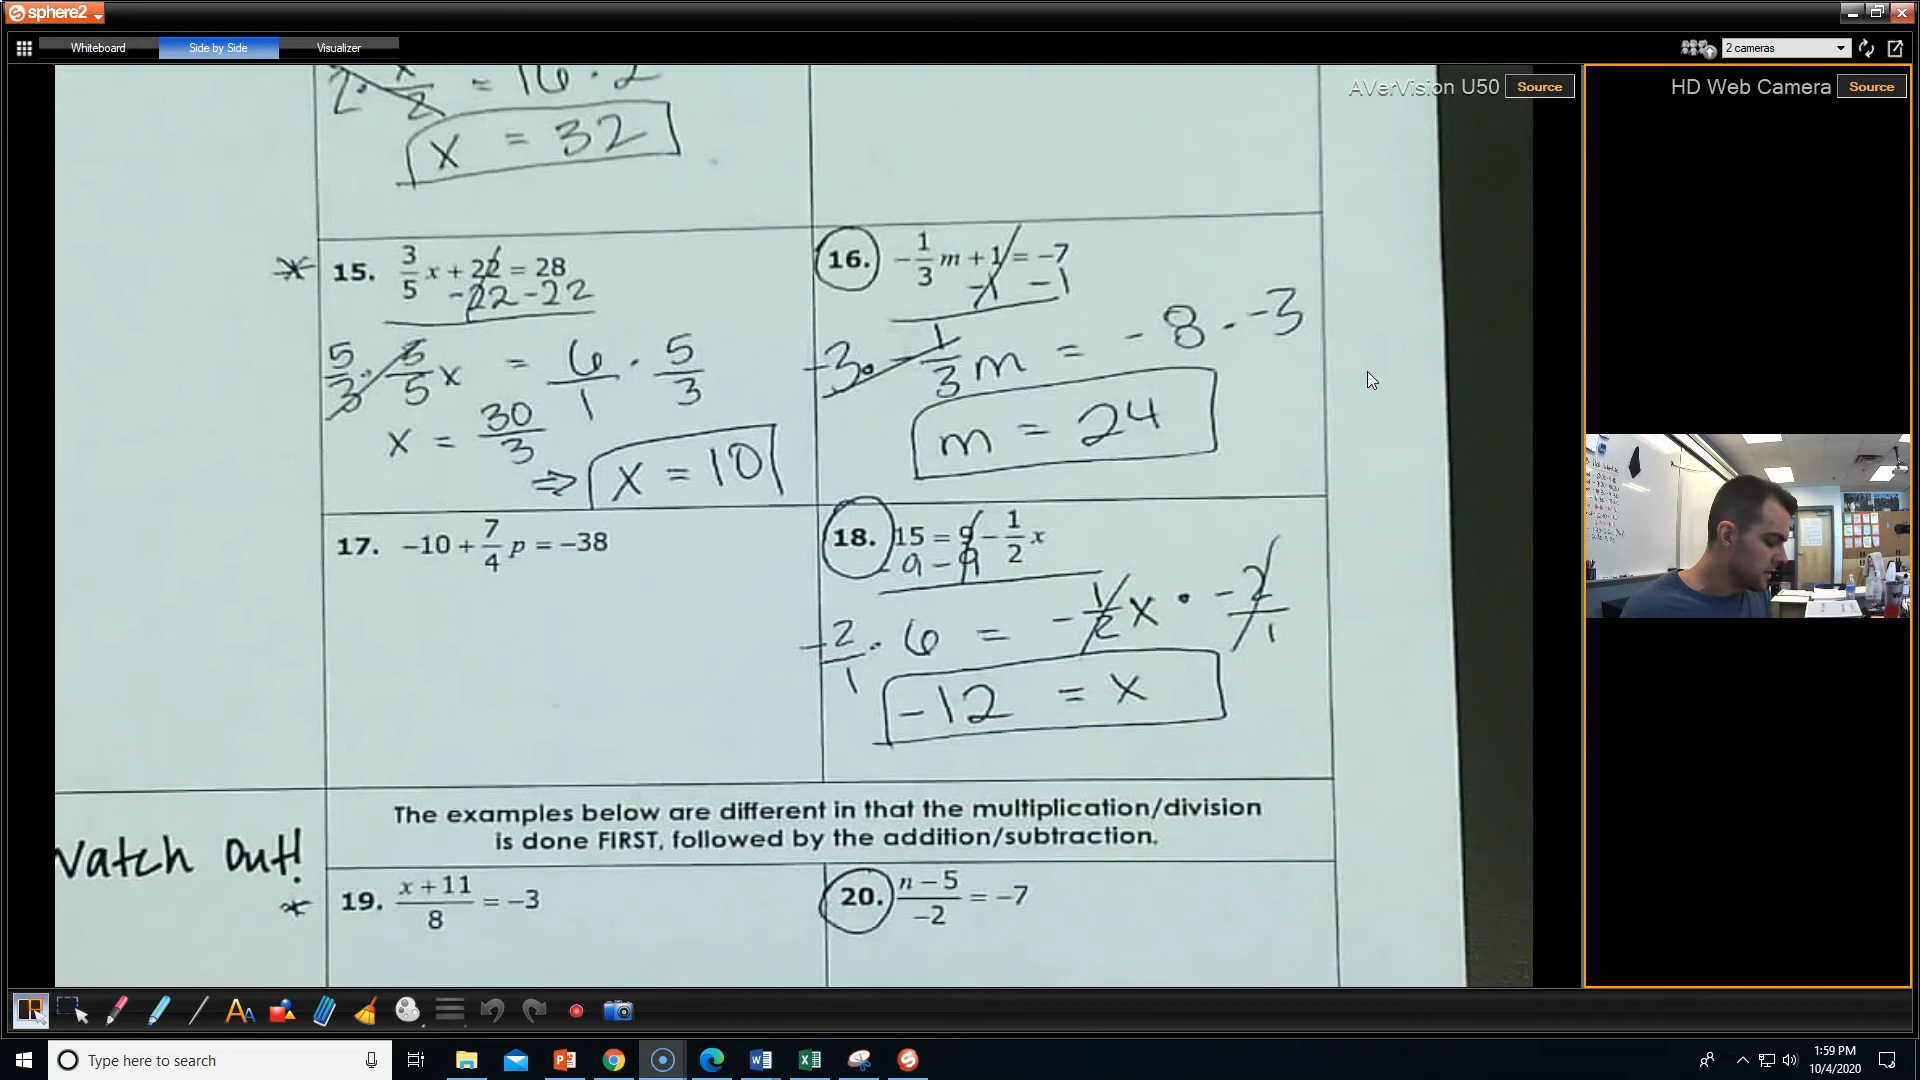 sphere2
Whiteboard
Side by Side
Visualizer
2 cameras
AVerVision U50
Source
HD Web Camera
Source
2 · x/2 = 16 · 2
x = 32
* 15. 3/5 x + 22 = 28
-22 -22
5/3 · 3/5 x = 6/1 · 5/3
x = 30/3
⇒ x = 10
16. -1/3 m + 1 = -7
-1 -1
-3 · -1/3 m = -8 · -3
m = 24
17. -10 + 7/4 p = -38
18. 15 = 9 - 1/2 x
-9 -9
-2/1 · 6 = -1/2 x · -2/1
-12 = x
Watch Out!
The examples below are different in that the multiplication/division
is done FIRST, followed by the addition/subtraction.
* 19. (x + 11)/8 = -3
20. (n - 5)/-2 = -7
Type here to search
1:59 PM
10/4/2020